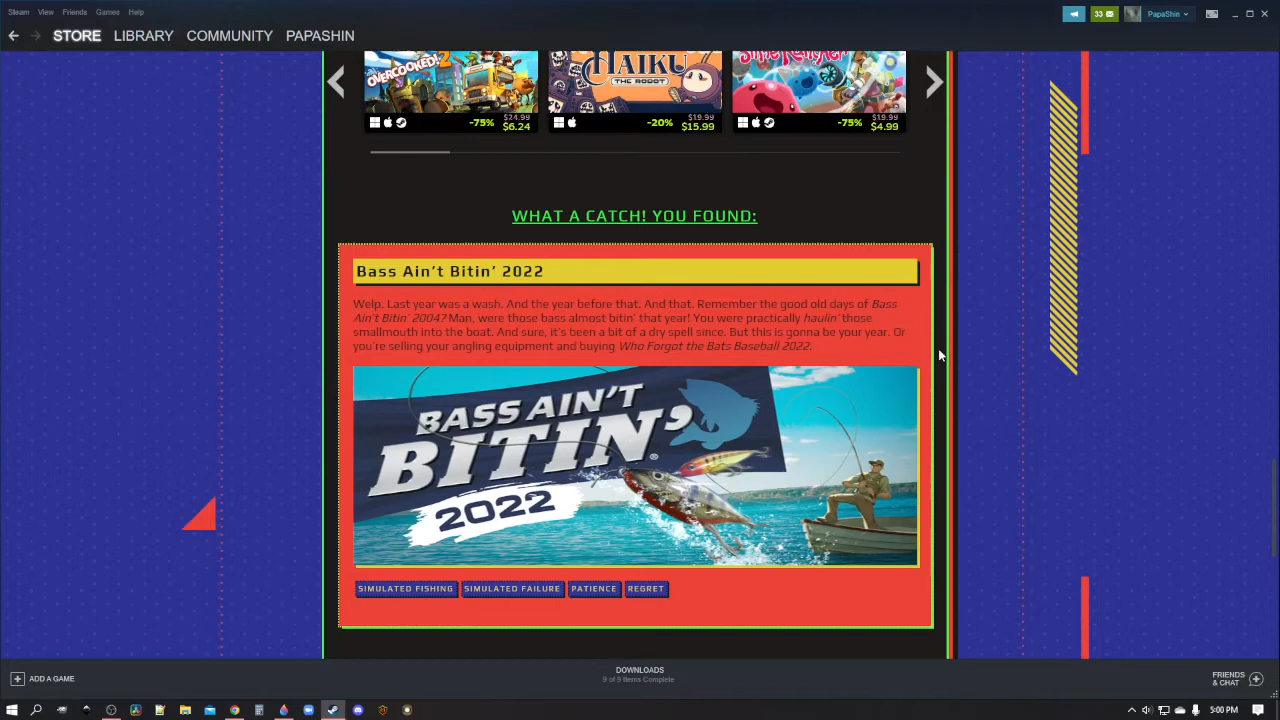 Steam View Friends Games Help
33 PapaShin
STORE LIBRARY COMMUNITY PAPASHIN
OVERCOOKED! 2
HAIKU
THE ROBOT
Slime Rancher
-75% $24.99 $6.24
-20% $19.99 $15.99
-75% $19.99 $4.99
WHAT A CATCH! YOU FOUND:
Bass Ain't Bitin' 2022
Welp. Last year was a wash. And the year before that. And that. Remember the good old days of Bass
Ain't Bitin' 2004? Man, were those bass almost bitin' that year! You were practically haulin' those
smallmouth into the boat. And sure, it's been a bit of a dry spell since. But this is gonna be your year. Or
you're selling your angling equipment and buying Who Forgot the Bats Baseball 2022.
BASS AIN'T
BITIN'®
2022
SIMULATED FISHING SIMULATED FAILURE PATIENCE REGRET
ADD A GAME
DOWNLOADS
9 of 9 Items Complete
FRIENDS
& CHAT
5:00 PM